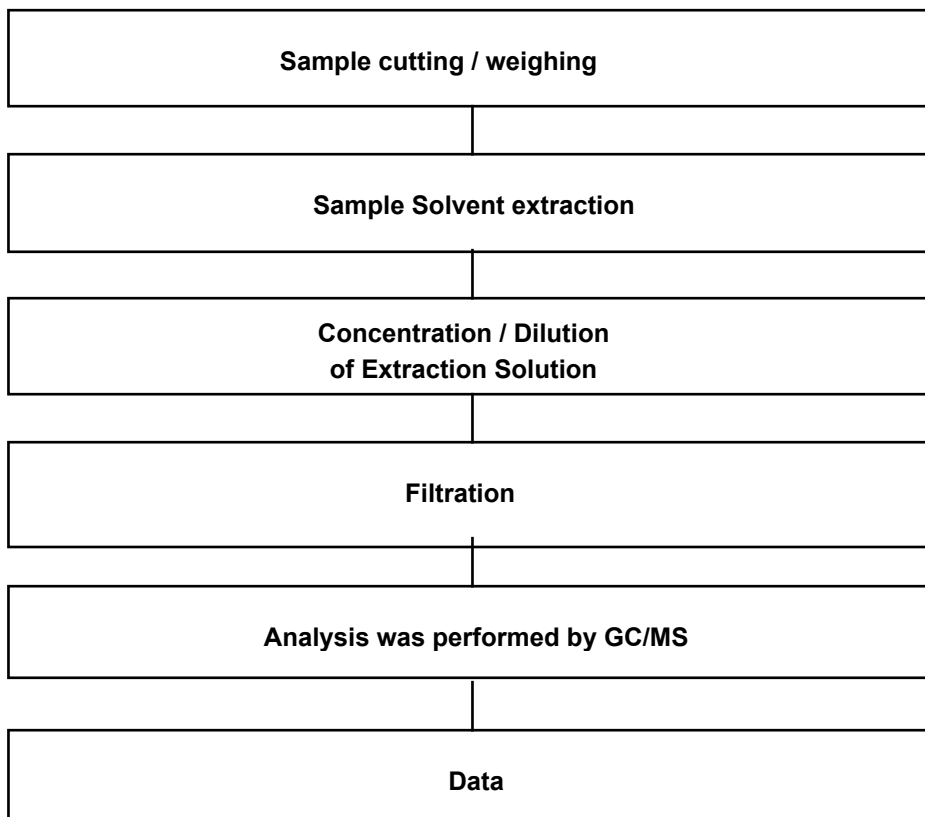 Sample cutting / weighing
Sample Solvent extraction
Concentration / Dilution
of Extraction Solution
Filtration
Analysis was performed by GC/MS
Data